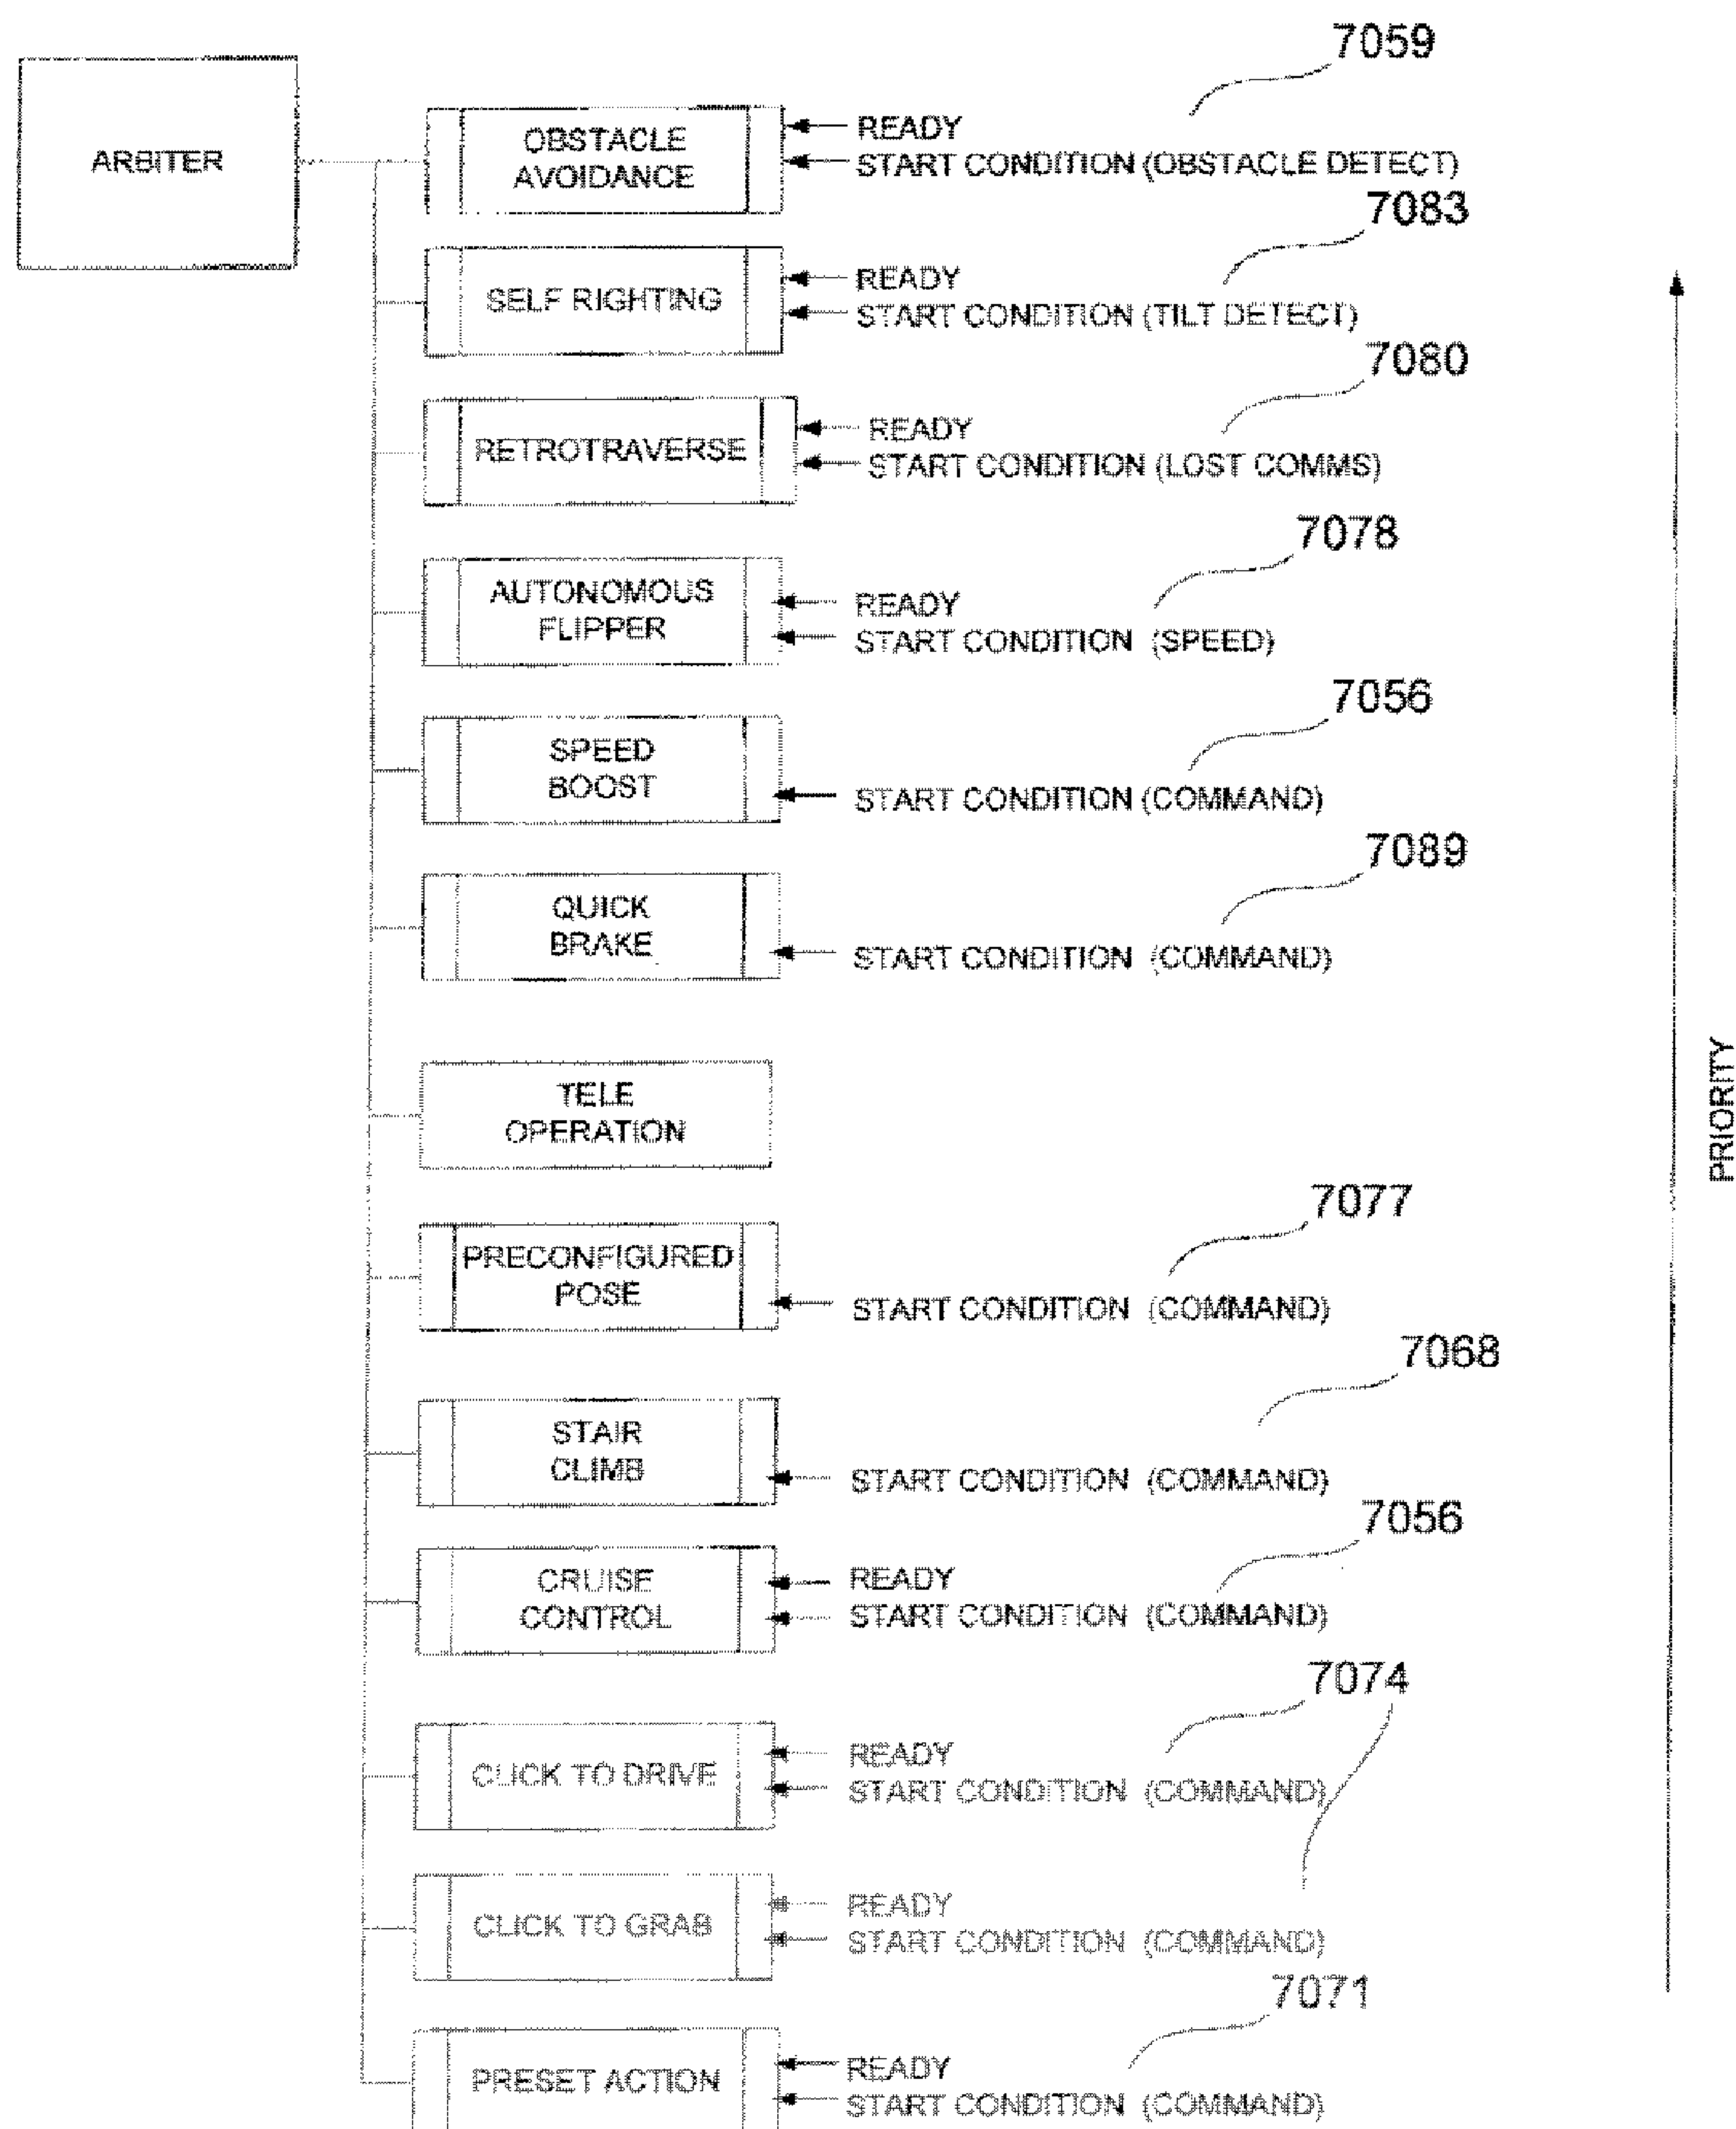 7059
ARBITER
OBSTACLE
AVOIDANCE
READY
START CONDITION (OBSTACLE DETECT)
7083
SELF RIGHTING
READY
START CONDITION (TILT DETECT)
7080
RETROTRAVERSE
READY
START CONDITION (LOST COMMS)
7078
AUTONOMOUS
FLIPPER
READY
START CONDITION (SPEED)
7056
SPEED
BOOST
START CONDITION (COMMAND)
7089
QUICK
BRAKE
START CONDITION (COMMAND)
TELE
OPERATION
PRIORITY
7077
PRECONFIGURED
POSE
START CONDITION (COMMAND)
7068
STAIR
CLIMB
START CONDITION (COMMAND)
7056
CRUISE
CONTROL
READY
START CONDITION (COMMAND)
7074
CLICK TO DRIVE
READY
START CONDITION (COMMAND)
CLICK TO GRAB
READY
START CONDITION (COMMAND)
7071
PRESET ACTION
READY
START CONDITION (COMMAND)